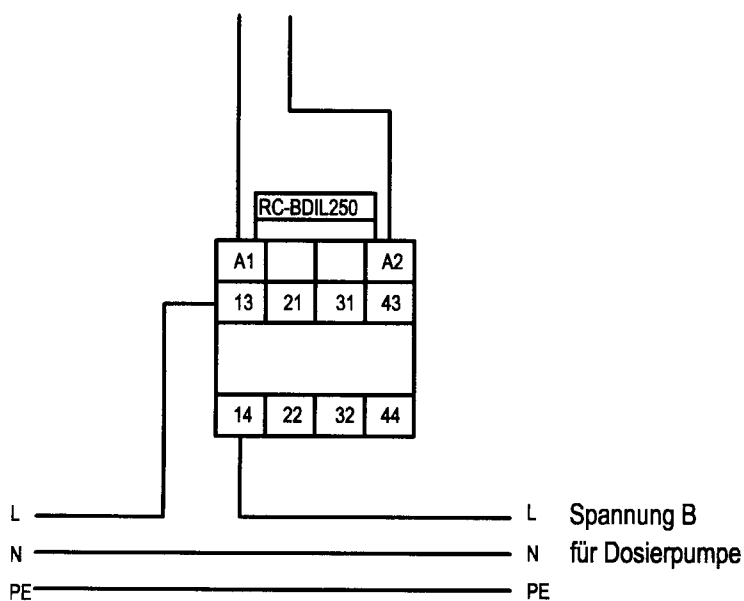 RC-BDIL250
A1 A2
13 21 31 43
14 22 32 44
L L Spannung B
N N für Dosierpumpe
PE PE